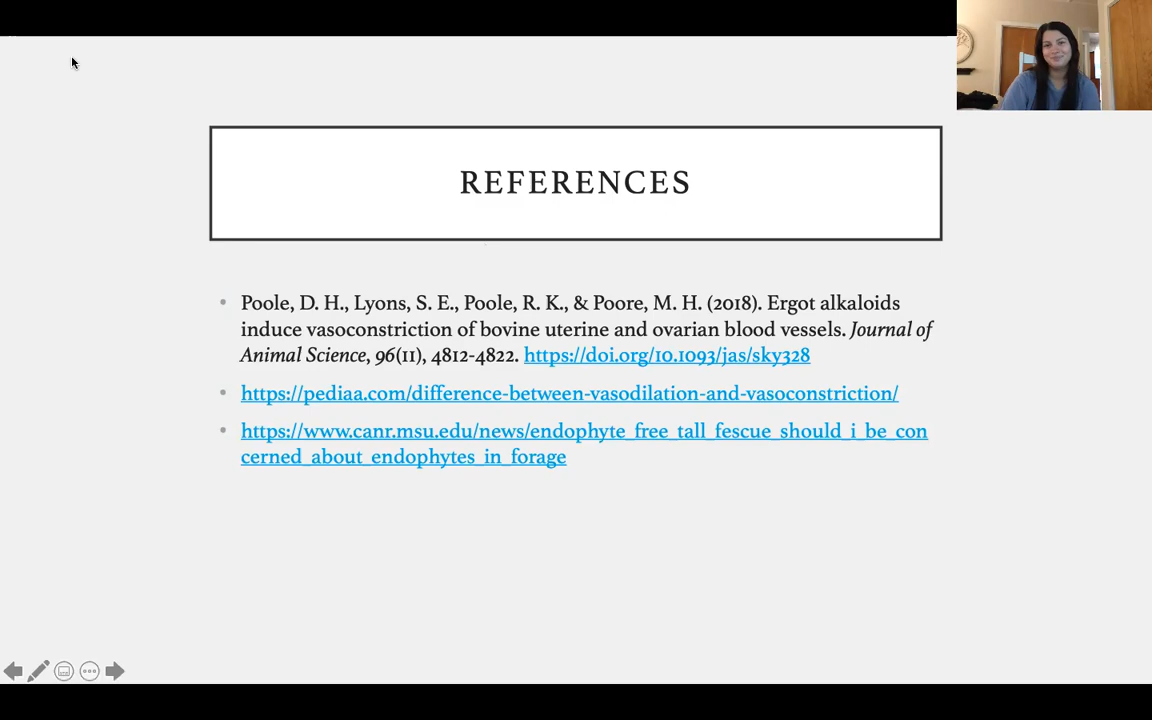 REFERENCES
• Poole, D. H., Lyons, S. E., Poole, R. K., & Poore, M. H. (2018). Ergot alkaloids
induce vasoconstriction of bovine uterine and ovarian blood vessels. Journal of
Animal Science, 96(11), 4812-4822. https://doi.org/10.1093/jas/sky328
• https://pediaa.com/difference-between-vasodilation-and-vasoconstriction/
• https://www.canr.msu.edu/news/endophyte_free_tall_fescue_should_i_be_con
cerned_about_endophytes_in_forage